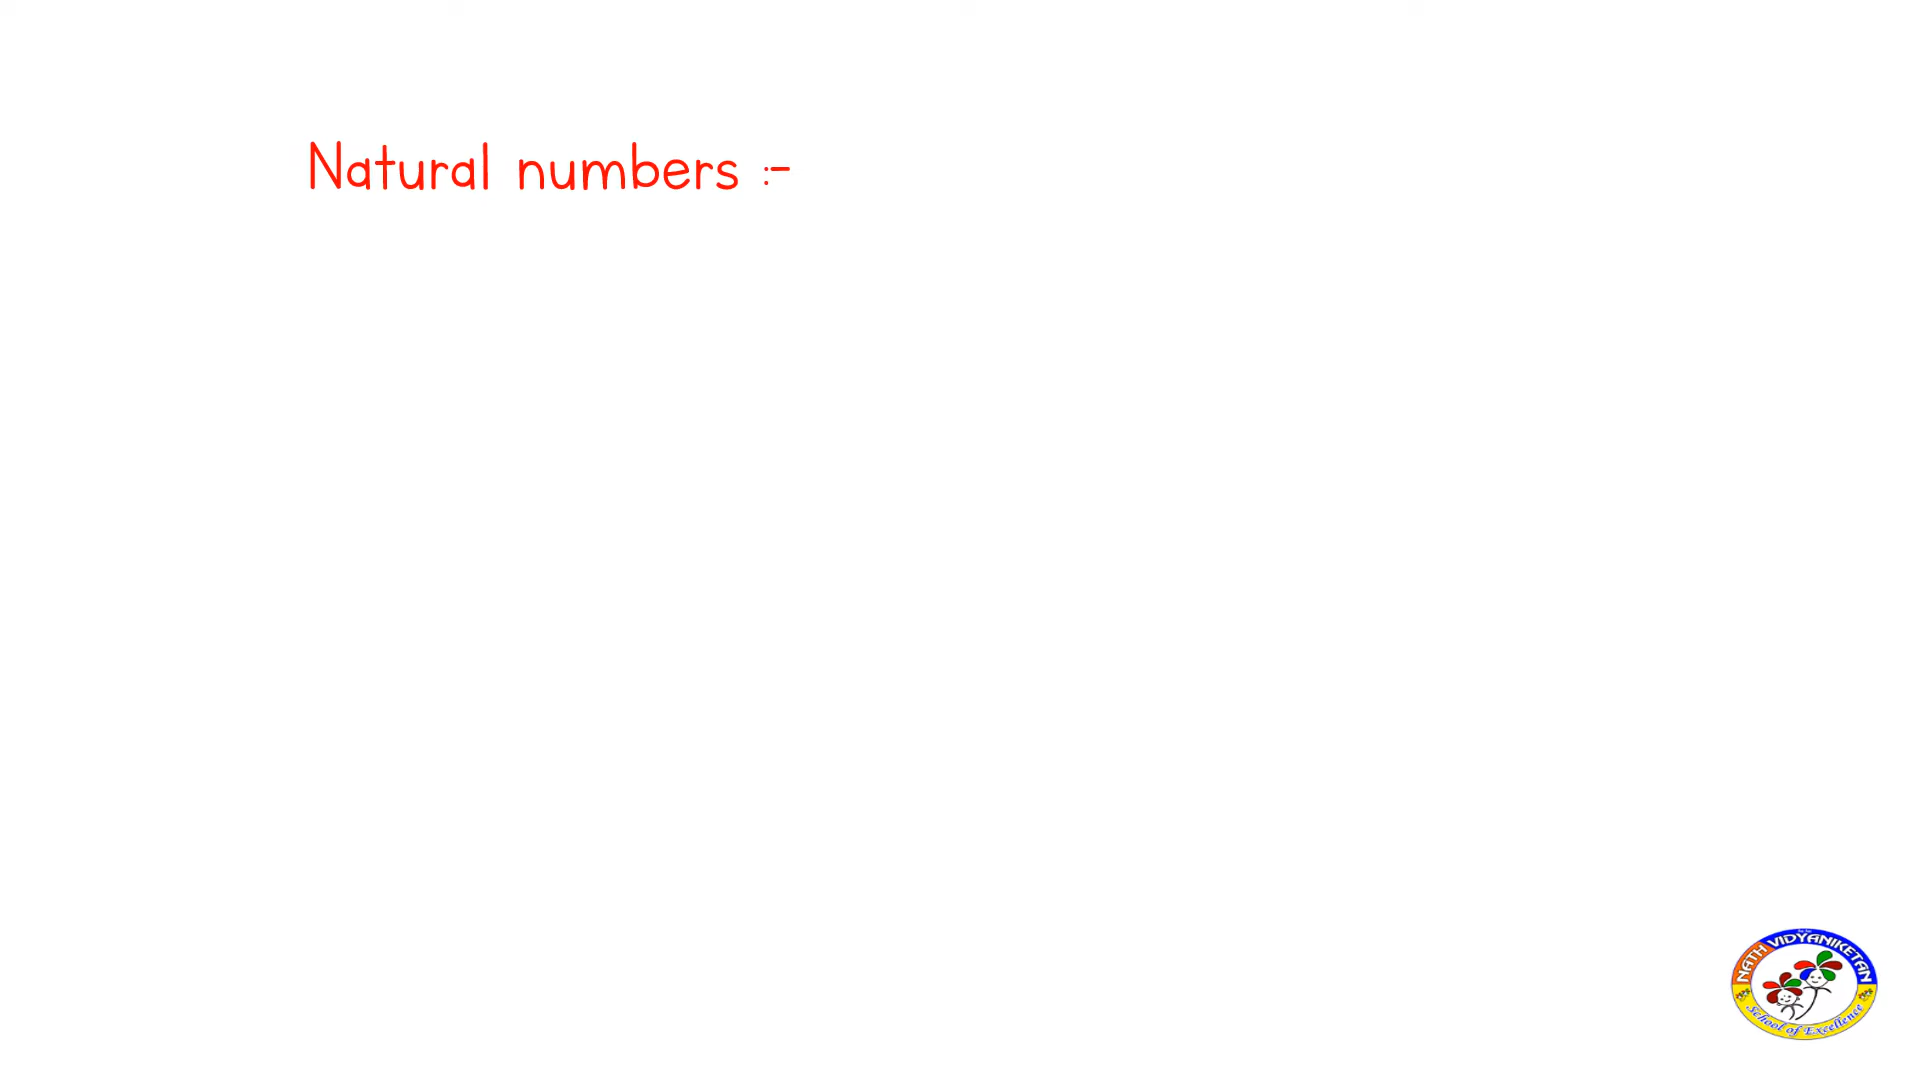 Natural numbers :-
NATH VIDYANIKETAN
School of Excellence